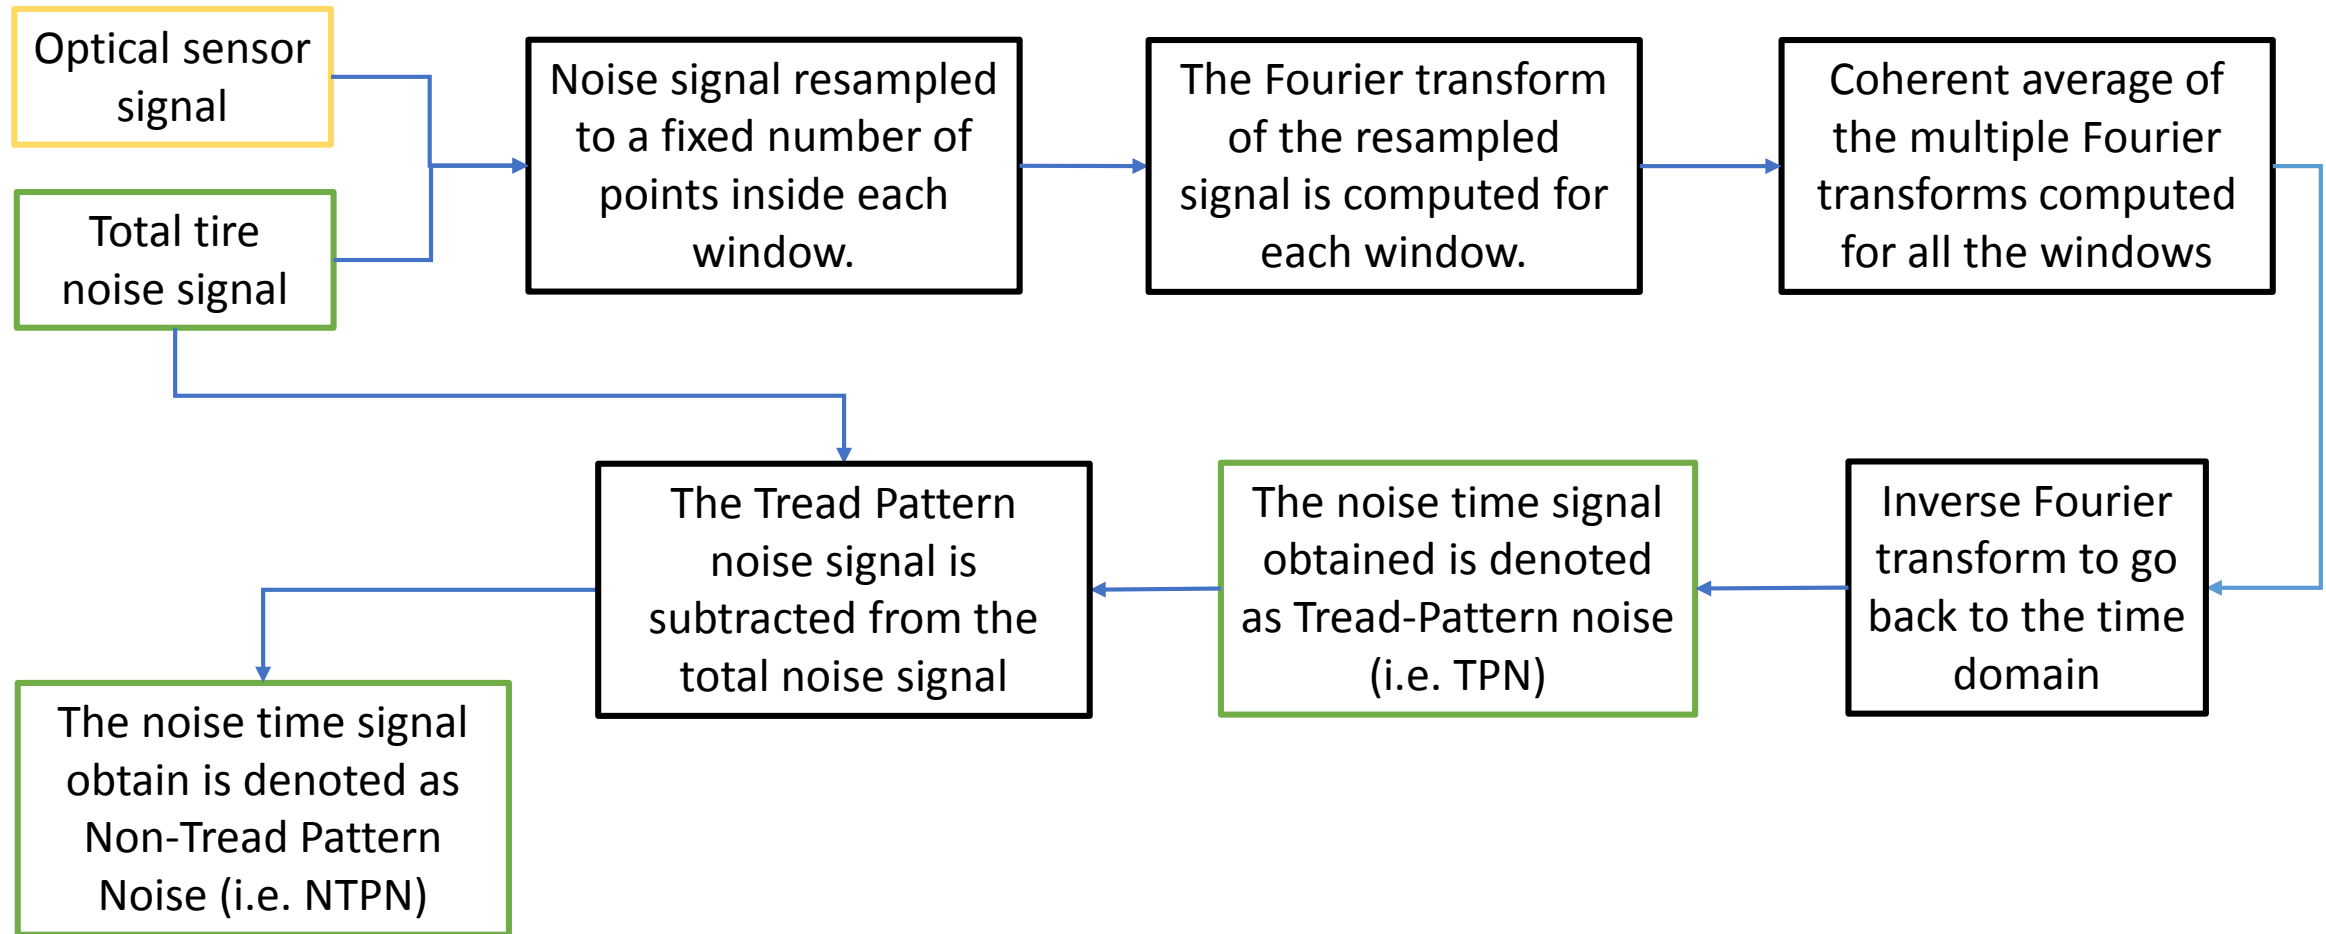 Optical sensor
signal
Total tire
noise signal
Noise signal resampled
to a fixed number of
points inside each
window.
The Fourier transform
of the resampled
signal is computed for
each window.
Coherent average of
the multiple Fourier
transforms computed
for all the windows
Inverse Fourier
transform to go
back to the time
domain
The noise time signal
obtained is denoted
as Tread-Pattern noise
(i.e. TPN)
The Tread Pattern
noise signal is
subtracted from the
total noise signal
The noise time signal
obtain is denoted as
Non-Tread Pattern
Noise (i.e. NTPN)